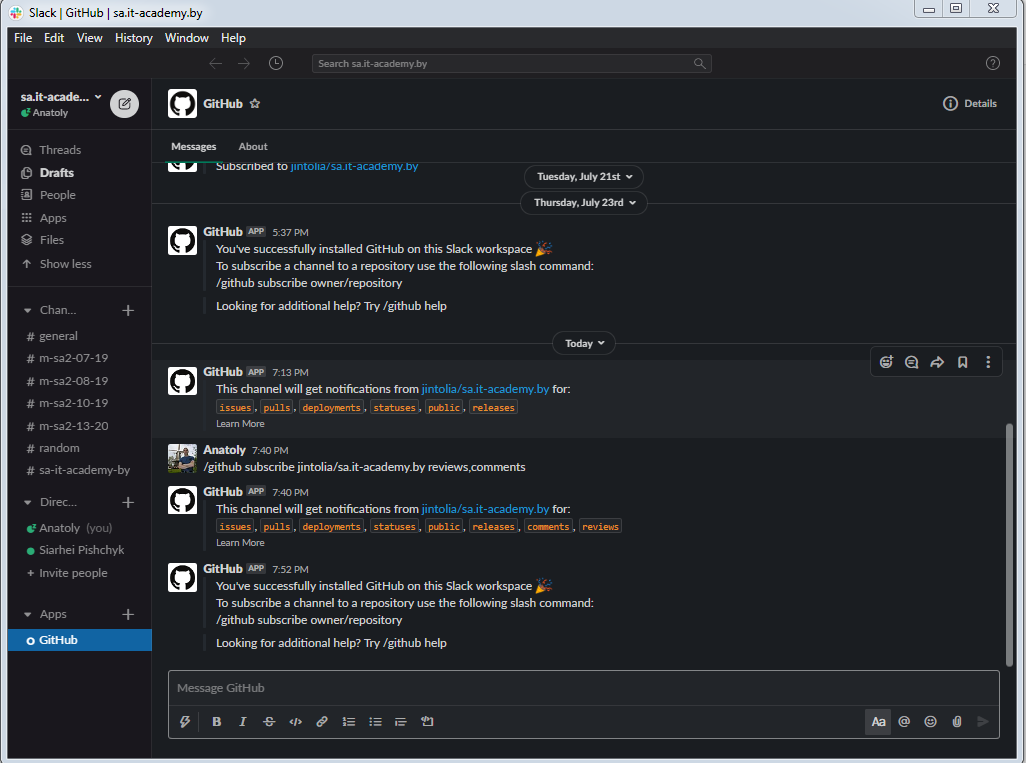 Slack | GitHub | sa.it-academy.by
File Edit View History Window Help
Search sa.it-academy.by
sa.it-acade...
Anatoly
Threads
Drafts
People
Apps
Files
Show less
Chan...
# general
# m-sa2-07-19
# m-sa2-08-19
# m-sa2-10-19
# m-sa2-13-20
# random
# sa-it-academy-by
Direc...
Anatoly (you)
Siarhei Pishchyk
+ Invite people
Apps
GitHub
GitHub
Details
Messages About
Subscribed to jintolia/sa.it-academy.by
Tuesday, July 21st
Thursday, July 23rd
GitHub APP 5:37 PM
You've successfully installed GitHub on this Slack workspace 🎉
To subscribe a channel to a repository use the following slash command:
/github subscribe owner/repository
Looking for additional help? Try /github help
Today
GitHub APP 7:13 PM
This channel will get notifications from jintolia/sa.it-academy.by for:
issues, pulls, deployments, statuses, public, releases
Learn More
Anatoly 7:40 PM
/github subscribe jintolia/sa.it-academy.by reviews,comments
GitHub APP 7:40 PM
This channel will get notifications from jintolia/sa.it-academy.by for:
issues, pulls, deployments, statuses, public, releases, comments, reviews
Learn More
GitHub APP 7:52 PM
You've successfully installed GitHub on this Slack workspace 🎉
To subscribe a channel to a repository use the following slash command:
/github subscribe owner/repository
Looking for additional help? Try /github help
Message GitHub
B I S </> Aa @